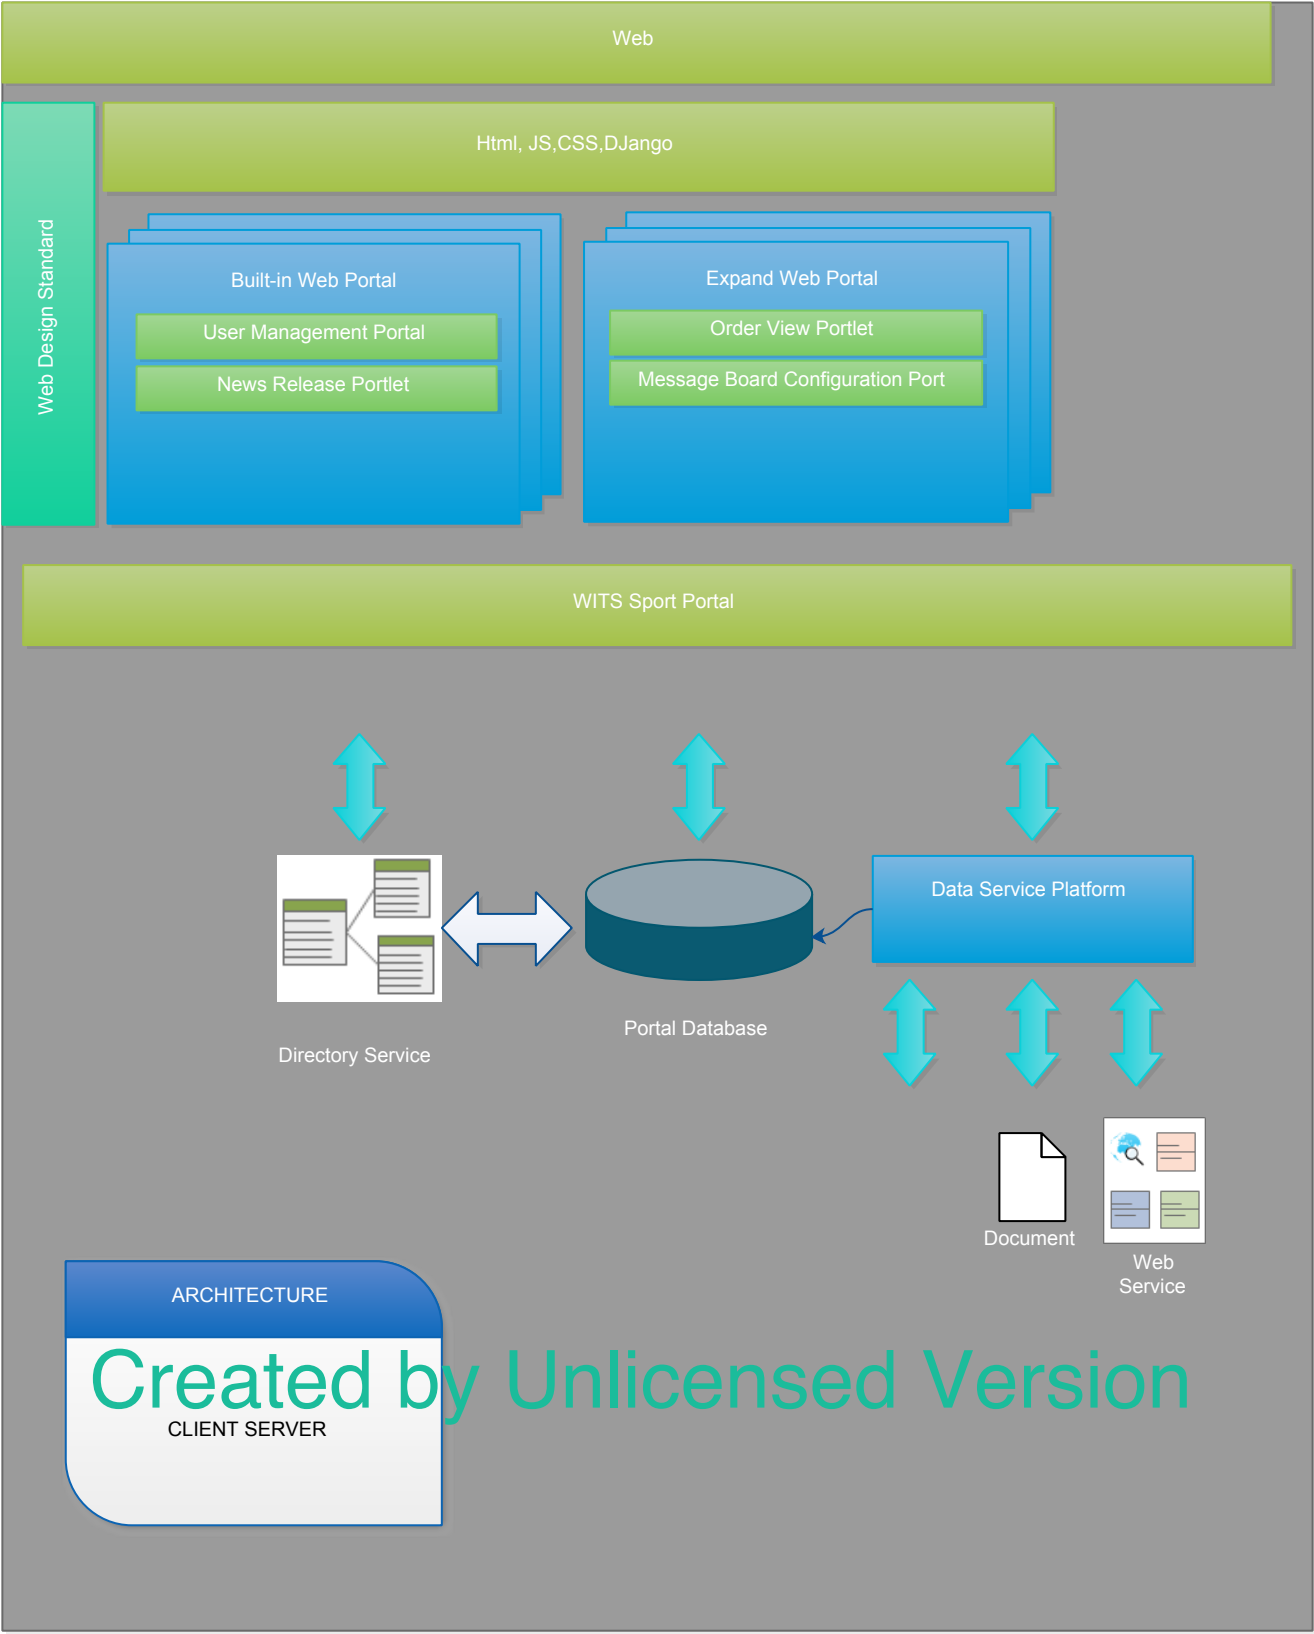 Web
Html, JS,CSS,DJango
Web Design Standard
Built-in Web Portal
User Management Portal
News Release Portlet
Expand Web Portal
Order View Portlet
Message Board Configuration Port
WITS Sport Portal
Data Service Platform
Portal Database
Directory Service
Document
Web
Service
ARCHITECTURE
Created by Unlicensed Version
CLIENT SERVER